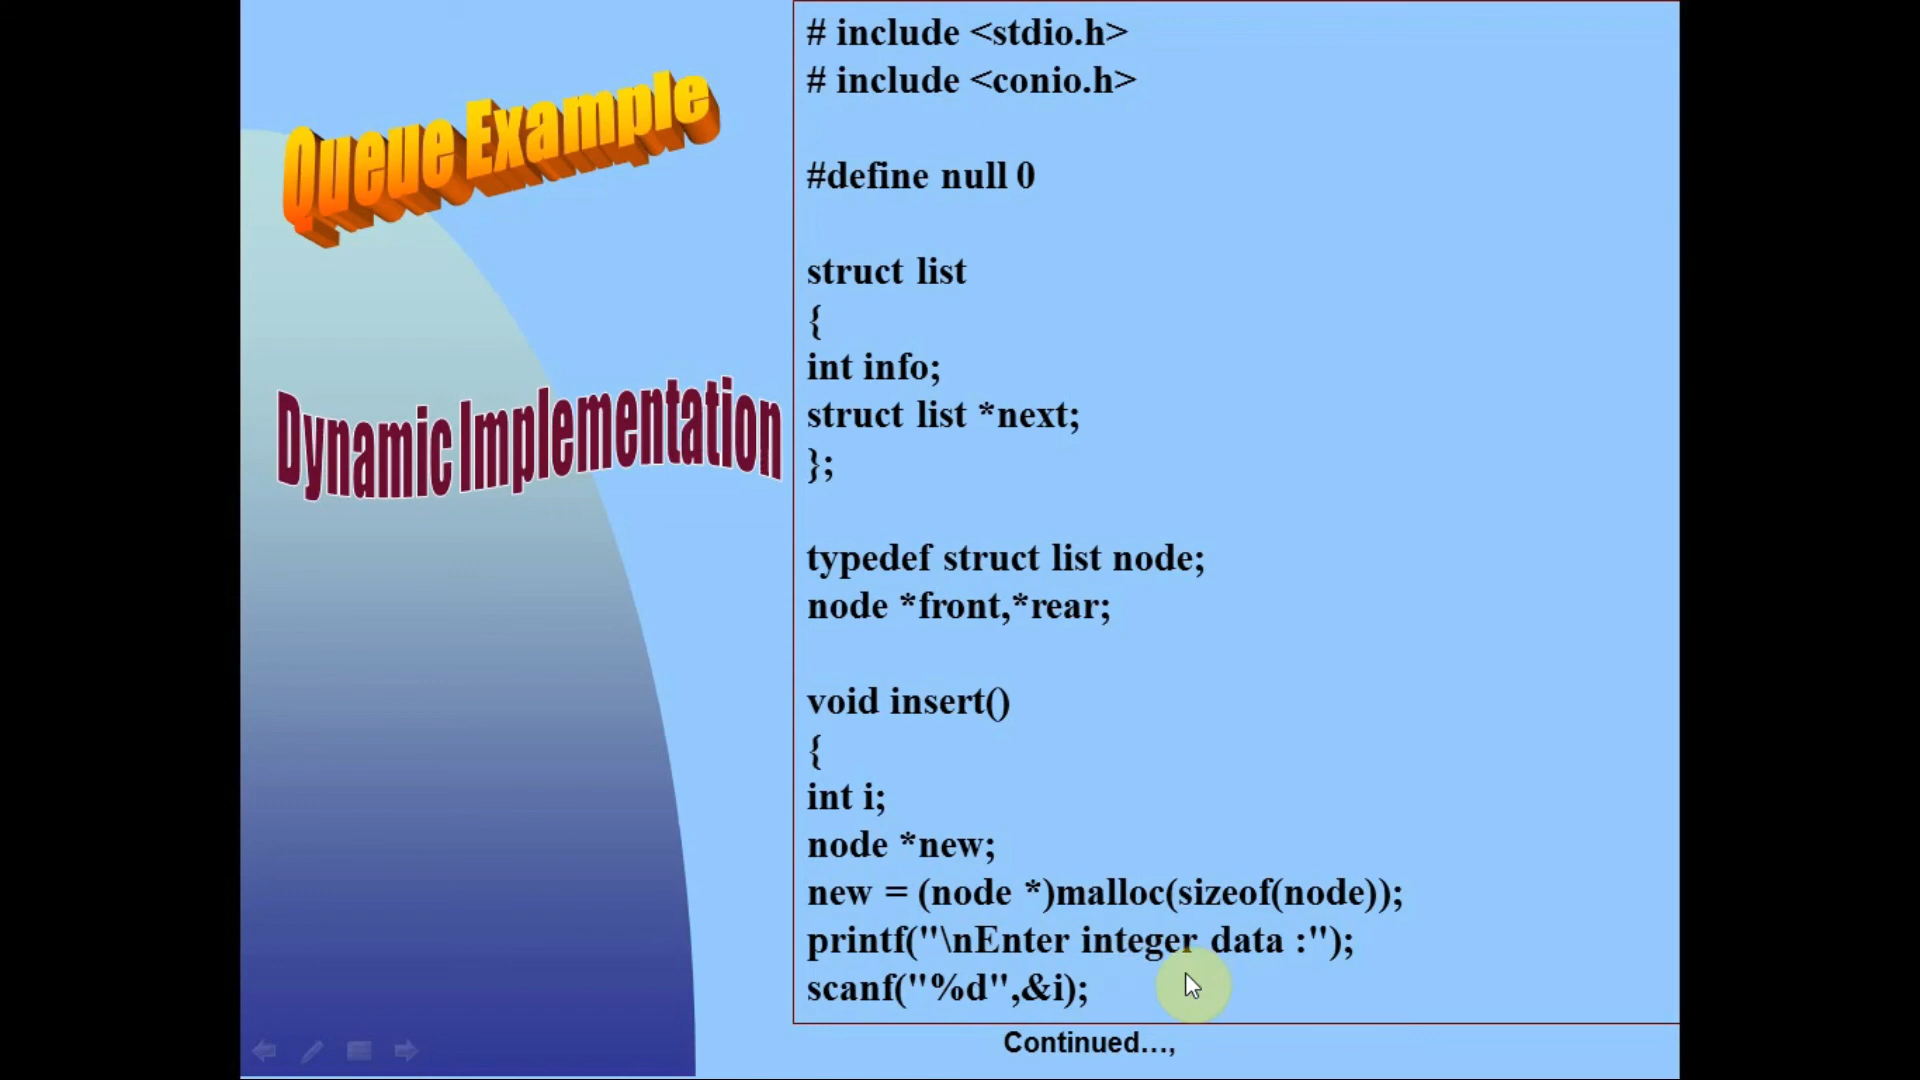 Queue Example
Dynamic Implementation
# include <stdio.h>
# include <conio.h>
#define null 0
struct list
{
int info;
struct list *next;
};
typedef struct list node;
node *front,*rear;
void insert()
{
int i;
node *new;
new = (node *)malloc(sizeof(node));
printf("\nEnter integer data :");
scanf("%d",&i);
Continued…,